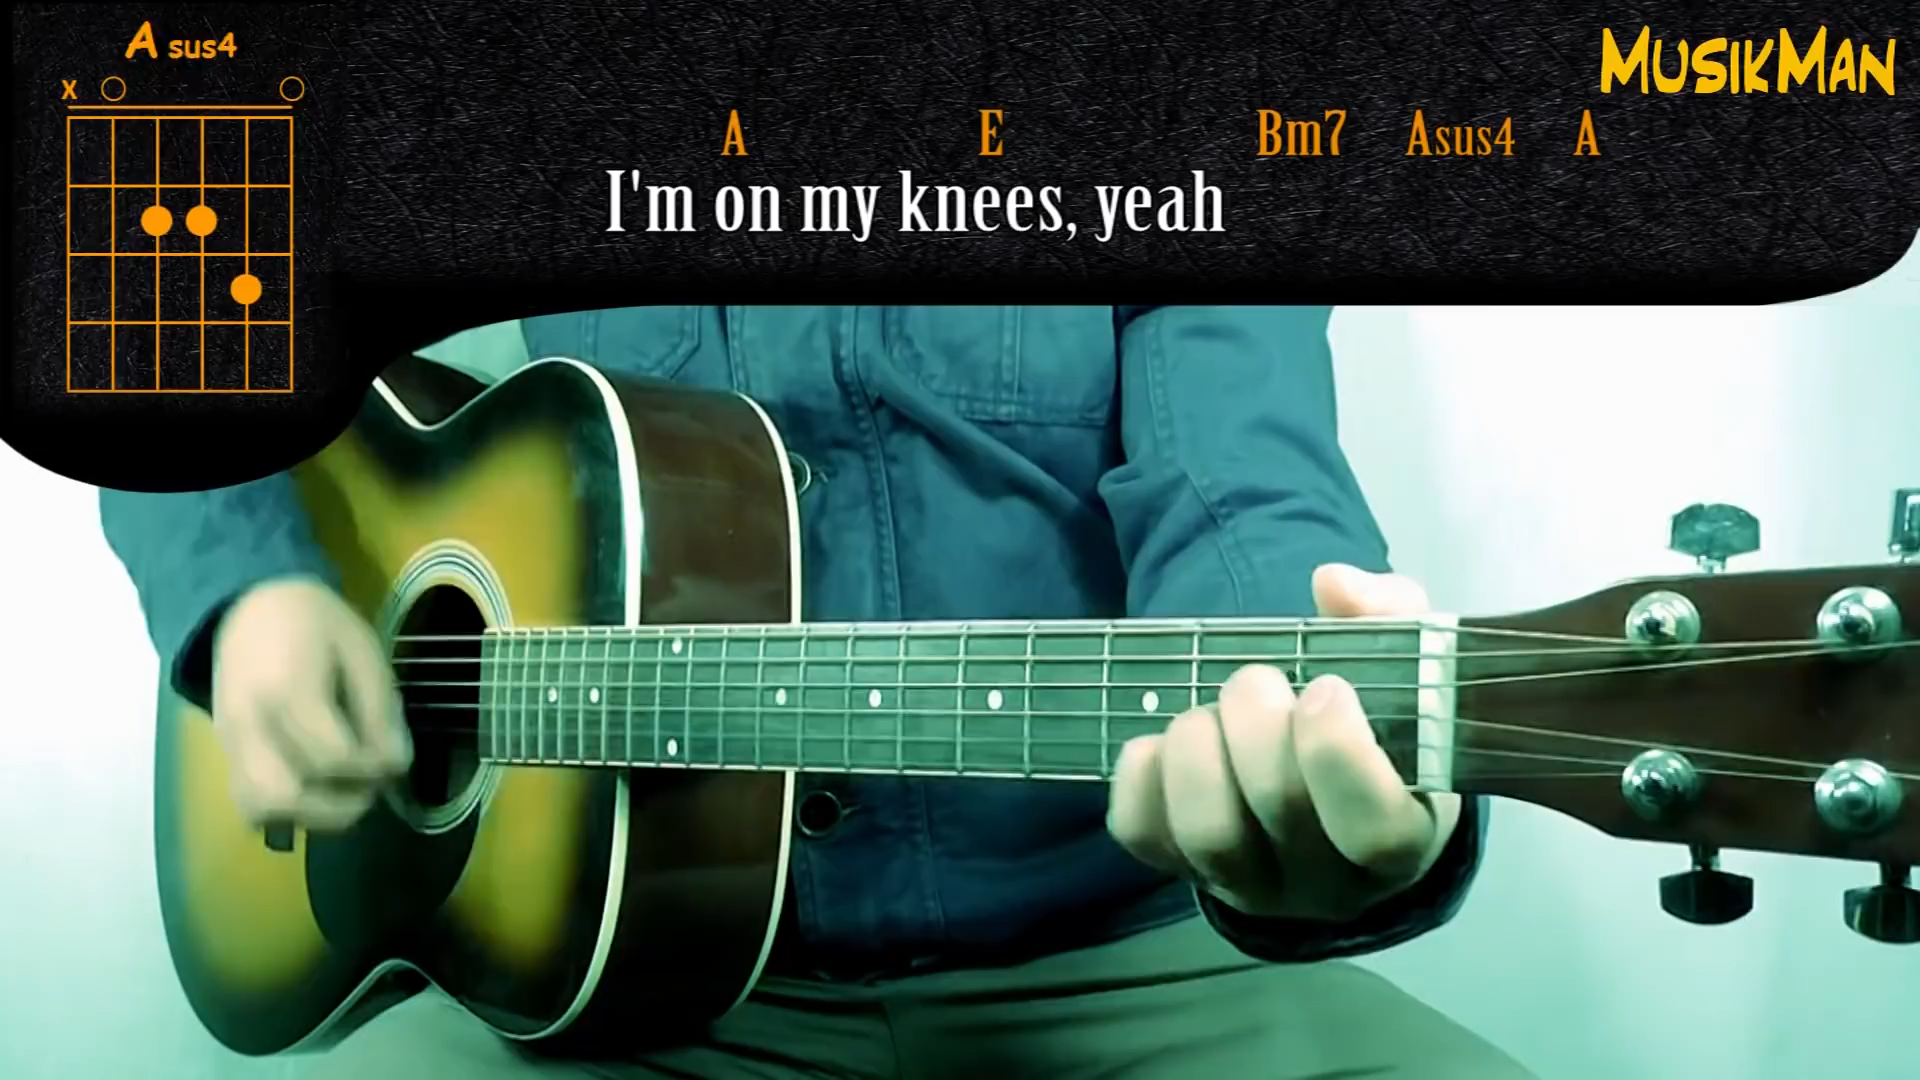 A sus4
x
MUSIKMAN
A E Bm7 Asus4 A
I'm on my knees, yeah